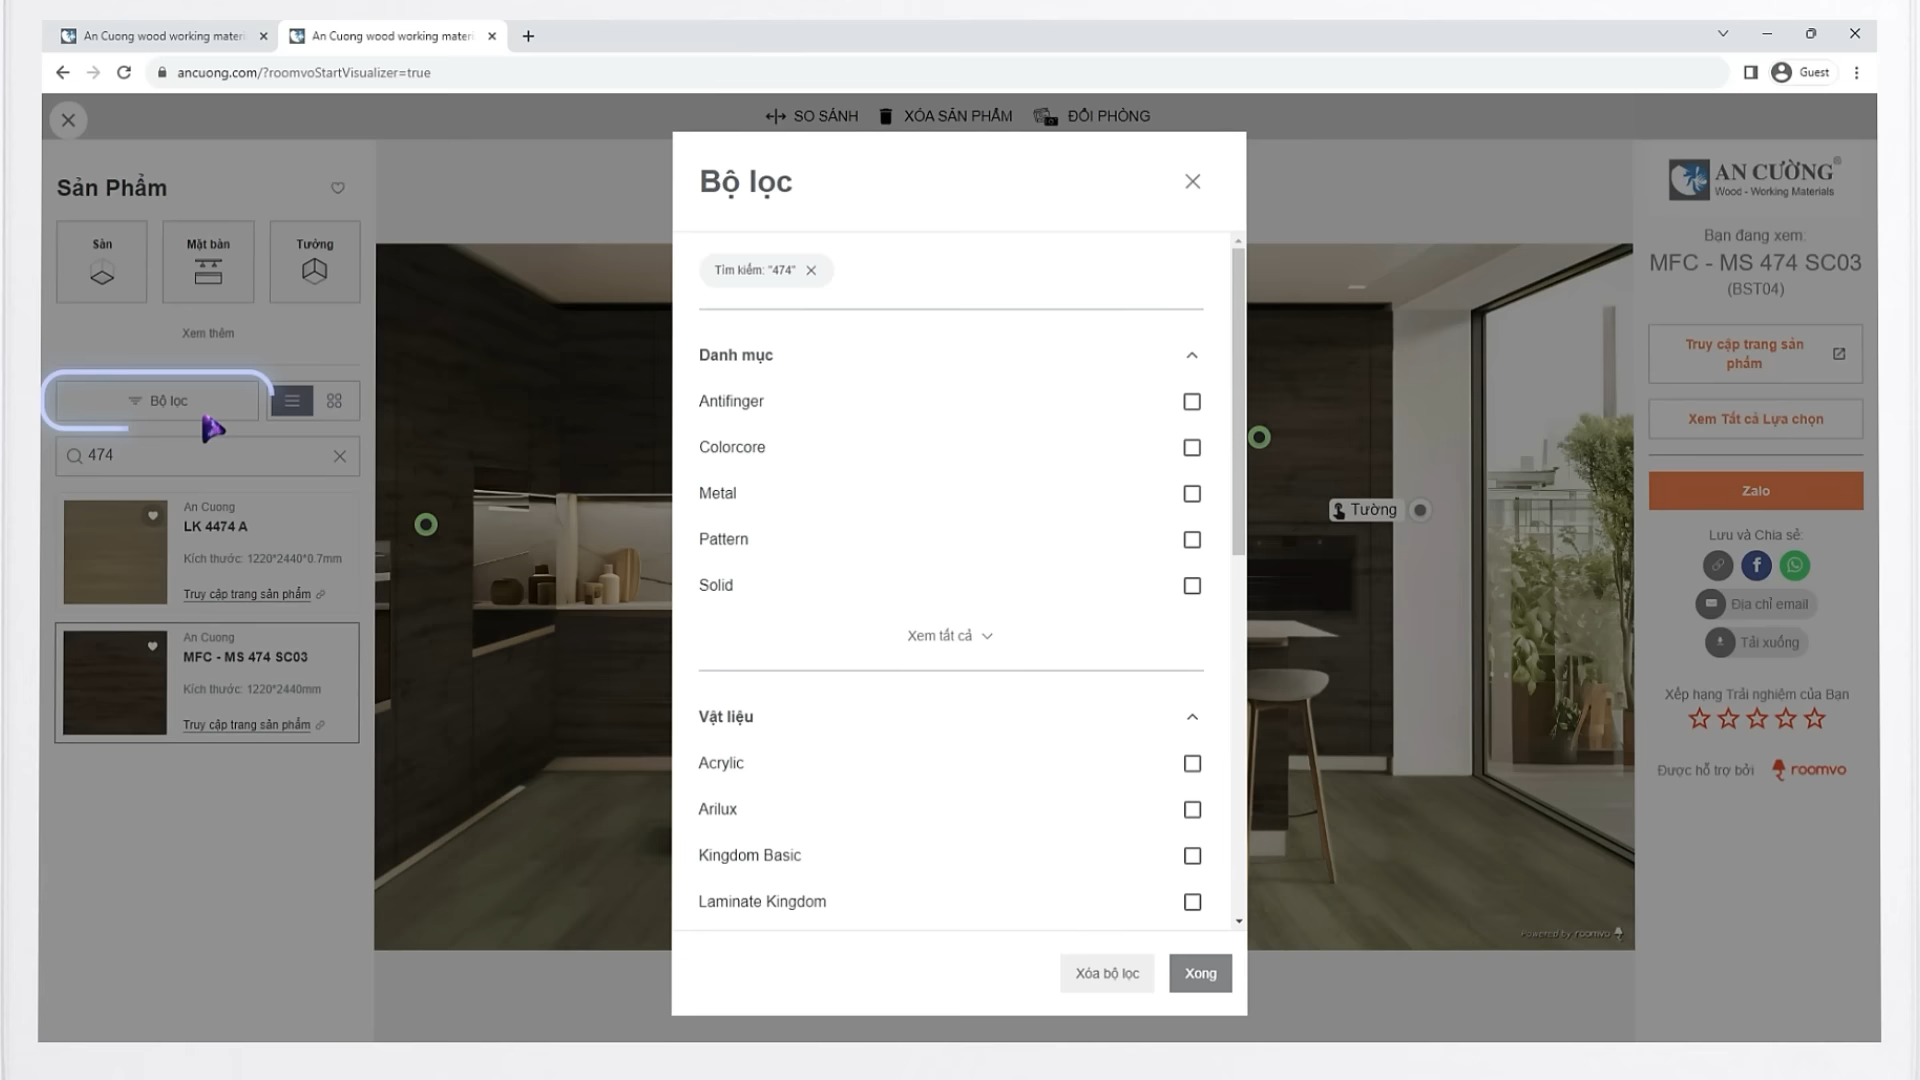 An Cuong wood working materi
An Cuong wood working materi
ancuong.com/?roomvoStartVisualizer=true
Guest
SO SÁNH
XÓA SẢN PHẨM
ĐỔI PHÒNG
Sản Phẩm
Sàn
Mặt bàn
Tường
Xem thêm
Bộ lọc
474
An Cuong
LK 4474 A
Kích thước: 1220*2440*0.7mm
Truy cập trang sản phẩm
An Cuong
MFC - MS 474 SC03
Kích thước: 1220*2440mm
Truy cập trang sản phẩm
Bộ lọc
Tìm kiếm: "474"
Danh mục
Antifinger
Colorcore
Metal
Pattern
Solid
Xem tất cả
Vật liệu
Acrylic
Arilux
Kingdom Basic
Laminate Kingdom
Xóa bộ lọc
Xong
Tường
Powered by roomvo
AN CƯỜNG®
Wood - Working Materials
Bạn đang xem:
MFC - MS 474 SC03
(BST04)
Truy cập trang sản
phẩm
Xem Tất cả Lựa chọn
Zalo
Lưu và Chia sẻ:
Địa chỉ email
Tải xuống
Xếp hạng Trải nghiệm của Bạn
Được hỗ trợ bởi
roomvo